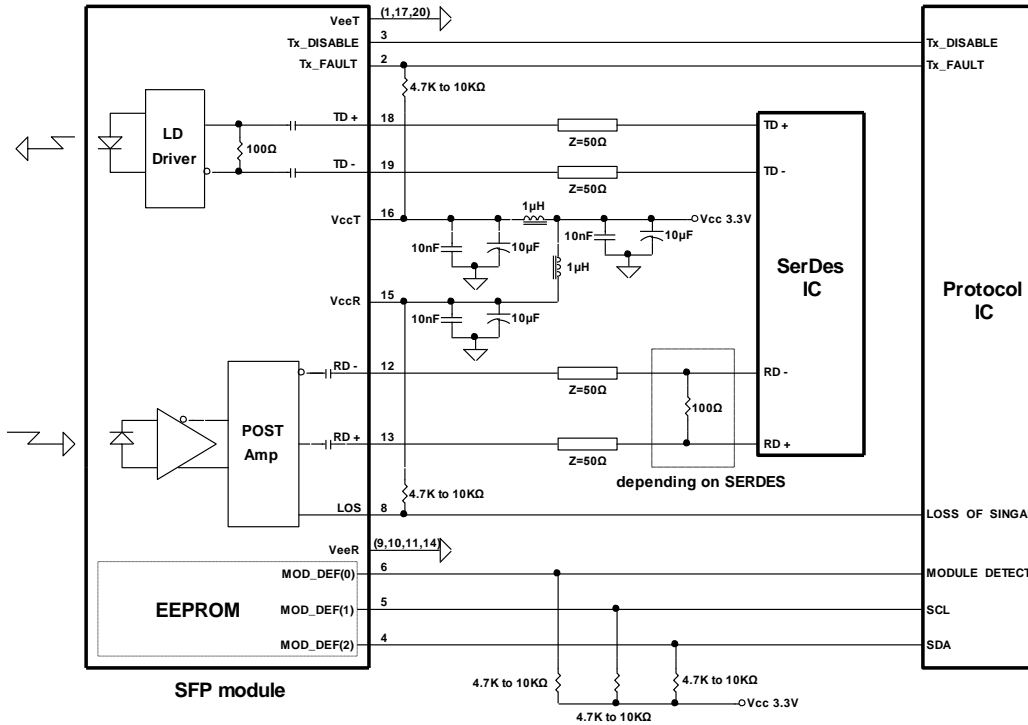 VeeT (1,17,20)
Tx_DISABLE 3 Tx_DISABLE
Tx_FAULT 2 Tx_FAULT
4.7K to 10KΩ
LD
Driver
100Ω
TD + 18 Z=50Ω TD +
TD - 19 Z=50Ω TD -
1µH
VccT 16 Vcc 3.3V
10nF 10µF 10nF 10µF
1µH
SerDes
IC
Protocol
IC
VccR 15
10nF 10µF
RD - 12 Z=50Ω RD -
100Ω
POST
Amp
RD + 13 Z=50Ω RD +
depending on SERDES
4.7K to 10KΩ
LOS 8 LOSS OF SINGA
VeeR (9,10,11,14)
MOD_DEF(0) 6 MODULE DETECT
EEPROM
MOD_DEF(1) 5 SCL
MOD_DEF(2) 4 SDA
4.7K to 10KΩ 4.7K to 10KΩ
SFP module
Vcc 3.3V
4.7K to 10KΩ